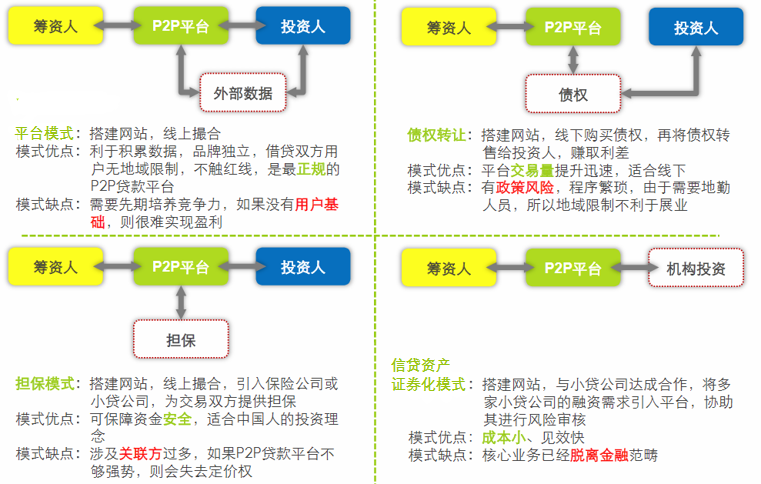 筹资人
P2P平台
投资人
外部数据
平台模式：搭建网站，线上撮合
模式优点：利于积累数据，品牌独立，借贷双方用
户无地域限制，不触红线，是最正规的
P2P贷款平台
模式缺点：需要先期培养竞争力，如果没有用户基
础，则很难实现盈利
筹资人
P2P平台
投资人
债权
债权转让：搭建网站，线下购买债权，再将债权转
售给投资人，赚取利差
模式优点：平台交易量提升迅速，适合线下
模式缺点：有政策风险，程序繁琐，由于需要地勤
人员，所以地域限制不利于展业
筹资人
P2P平台
投资人
担保
担保模式：搭建网站，线上撮合，引入保险公司或
小贷公司，为交易双方提供担保
模式优点：可保障资金安全，适合中国人的投资理
念
模式缺点：涉及关联方过多，如果P2P贷款平台不
够强势，则会失去定价权
筹资人
P2P平台
机构投资
信贷资产
证券化模式：搭建网站，与小贷公司达成合作，将多
家小贷公司的融资需求引入平台，协助
其进行风险审核
模式优点：成本小、见效快
模式缺点：核心业务已经脱离金融范畴